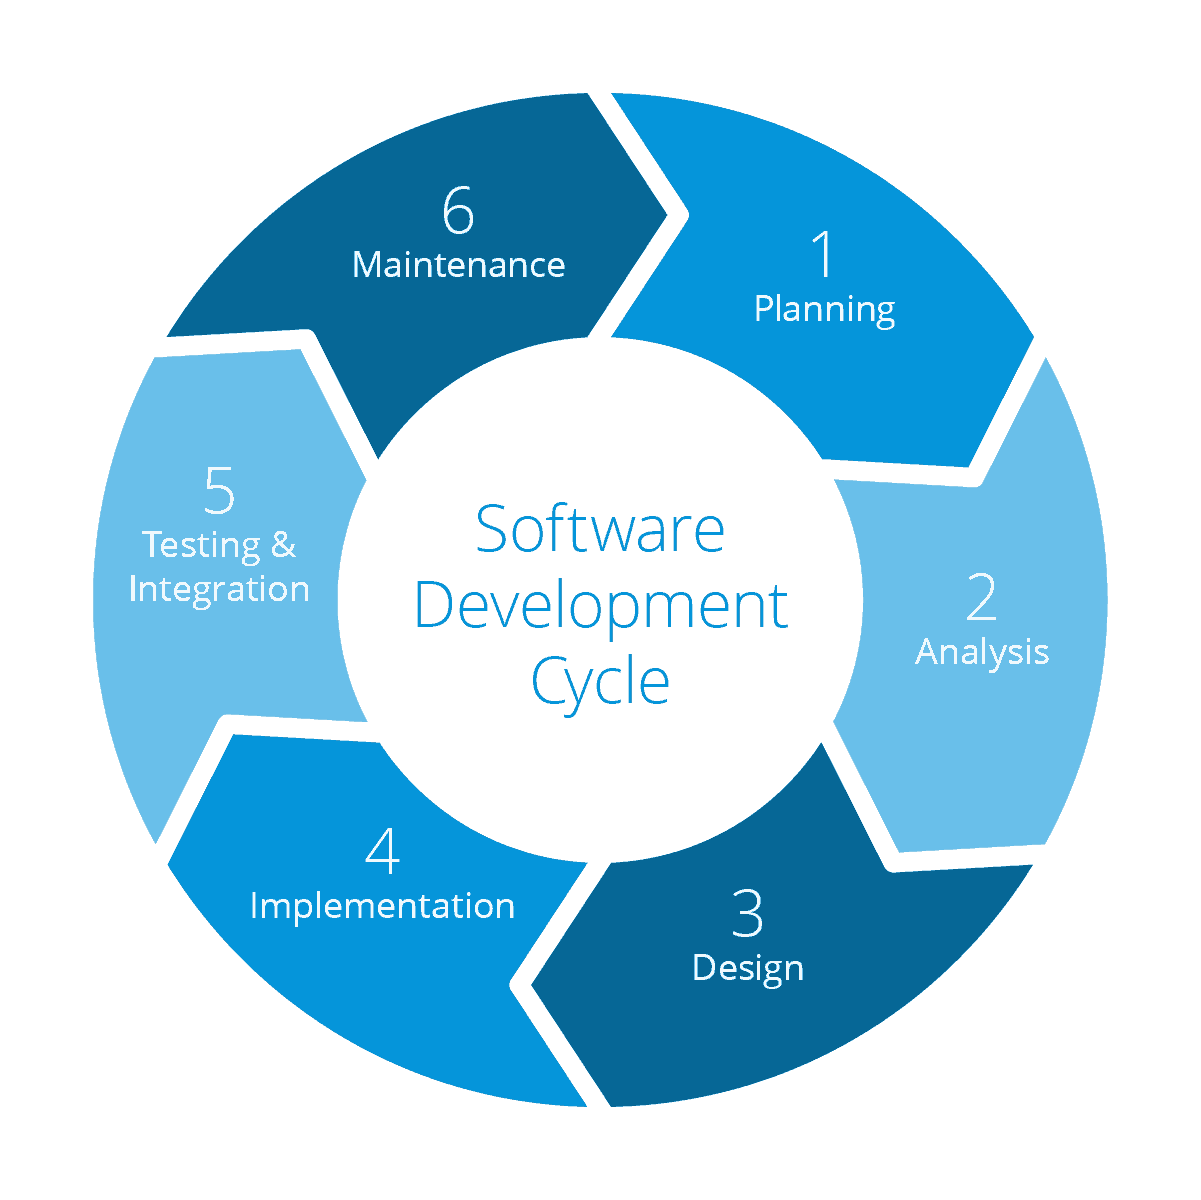 Software
Development
Cycle
1
Planning
2
Analysis
3
Design
4
Implementation
5
Testing &
Integration
6
Maintenance